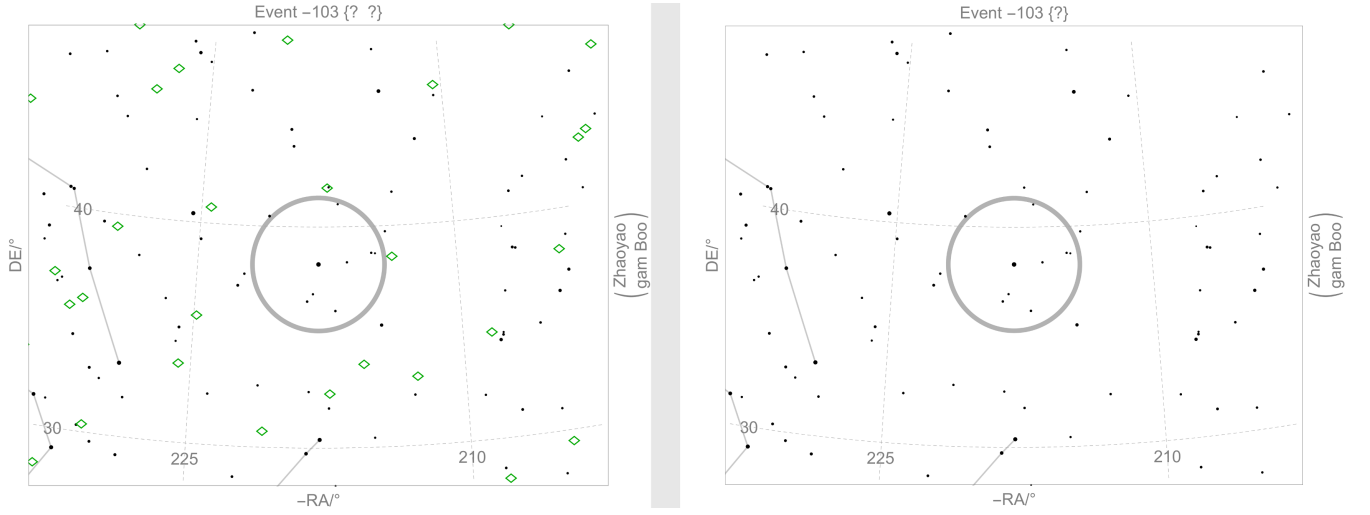 Event –103 {?  ?}
40
30
225
210
DE/°
–RA/°
(Zhaoyao
gam Boo)
Event –103 {?}
40
30
225
210
DE/°
–RA/°
(Zhaoyao
gam Boo)